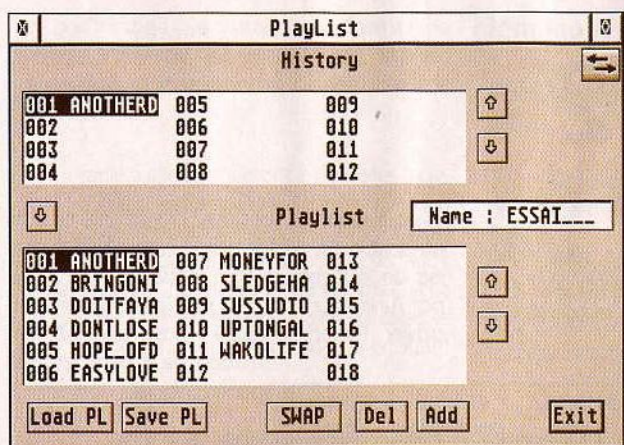 PlayList
History
001 ANOTHERD 005 009
002 006 010
003 007 011
004 008 012
Playlist Name : ESSAI___
001 ANOTHERD 007 MONEYFOR 013
002 BRINGONI 008 SLEDGEHA 014
003 DOITFAYA 009 SUSSUDIO 015
004 DONTLOSE 010 UPTONGAL 016
005 HOPE_OFD 011 WAKOLIFE 017
006 EASYLOVE 012 018
Load PL Save PL SWAP Del Add Exit